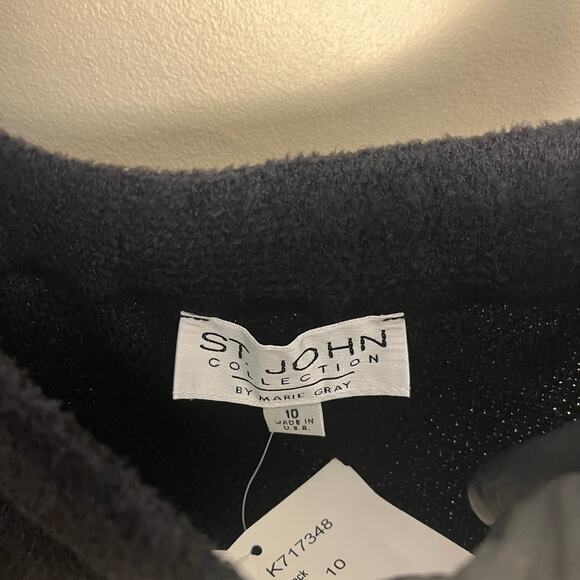 ST. JOHN
COLLECTION
BY MARIE GRAY
10
MADE IN
U.S.A.
K717348
10